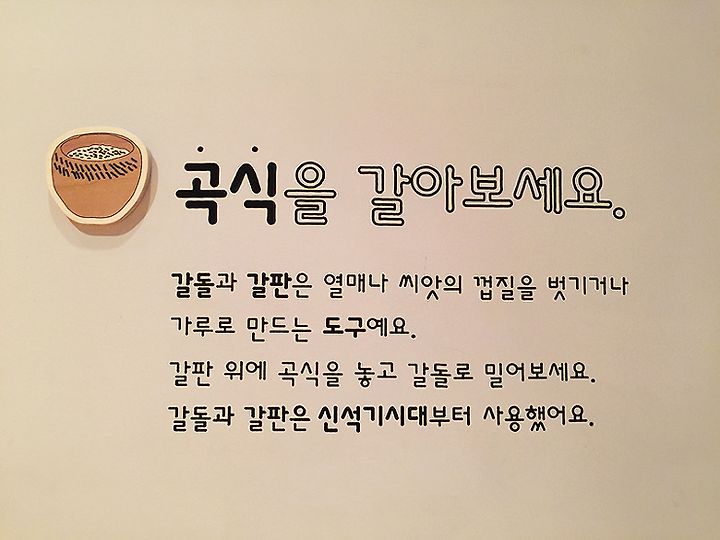 곡식을 갈아보세요.
갈돌과 갈판은 열매나 씨앗의 껍질을 벗기거나
가루로 만드는 도구예요.
갈판 위에 곡식을 놓고 갈돌로 밀어보세요.
갈돌과 갈판은 신석기시대부터 사용했어요.